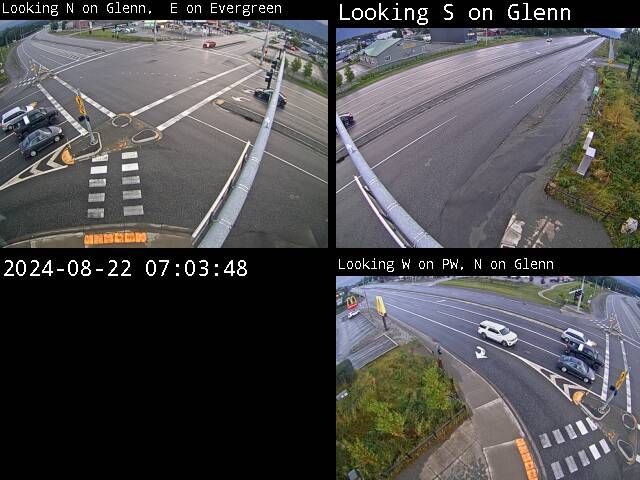 Looking N on Glenn,  E on Evergreen
Looking S on Glenn
2024-08-22 07:03:48
Looking W on PW, N on Glenn